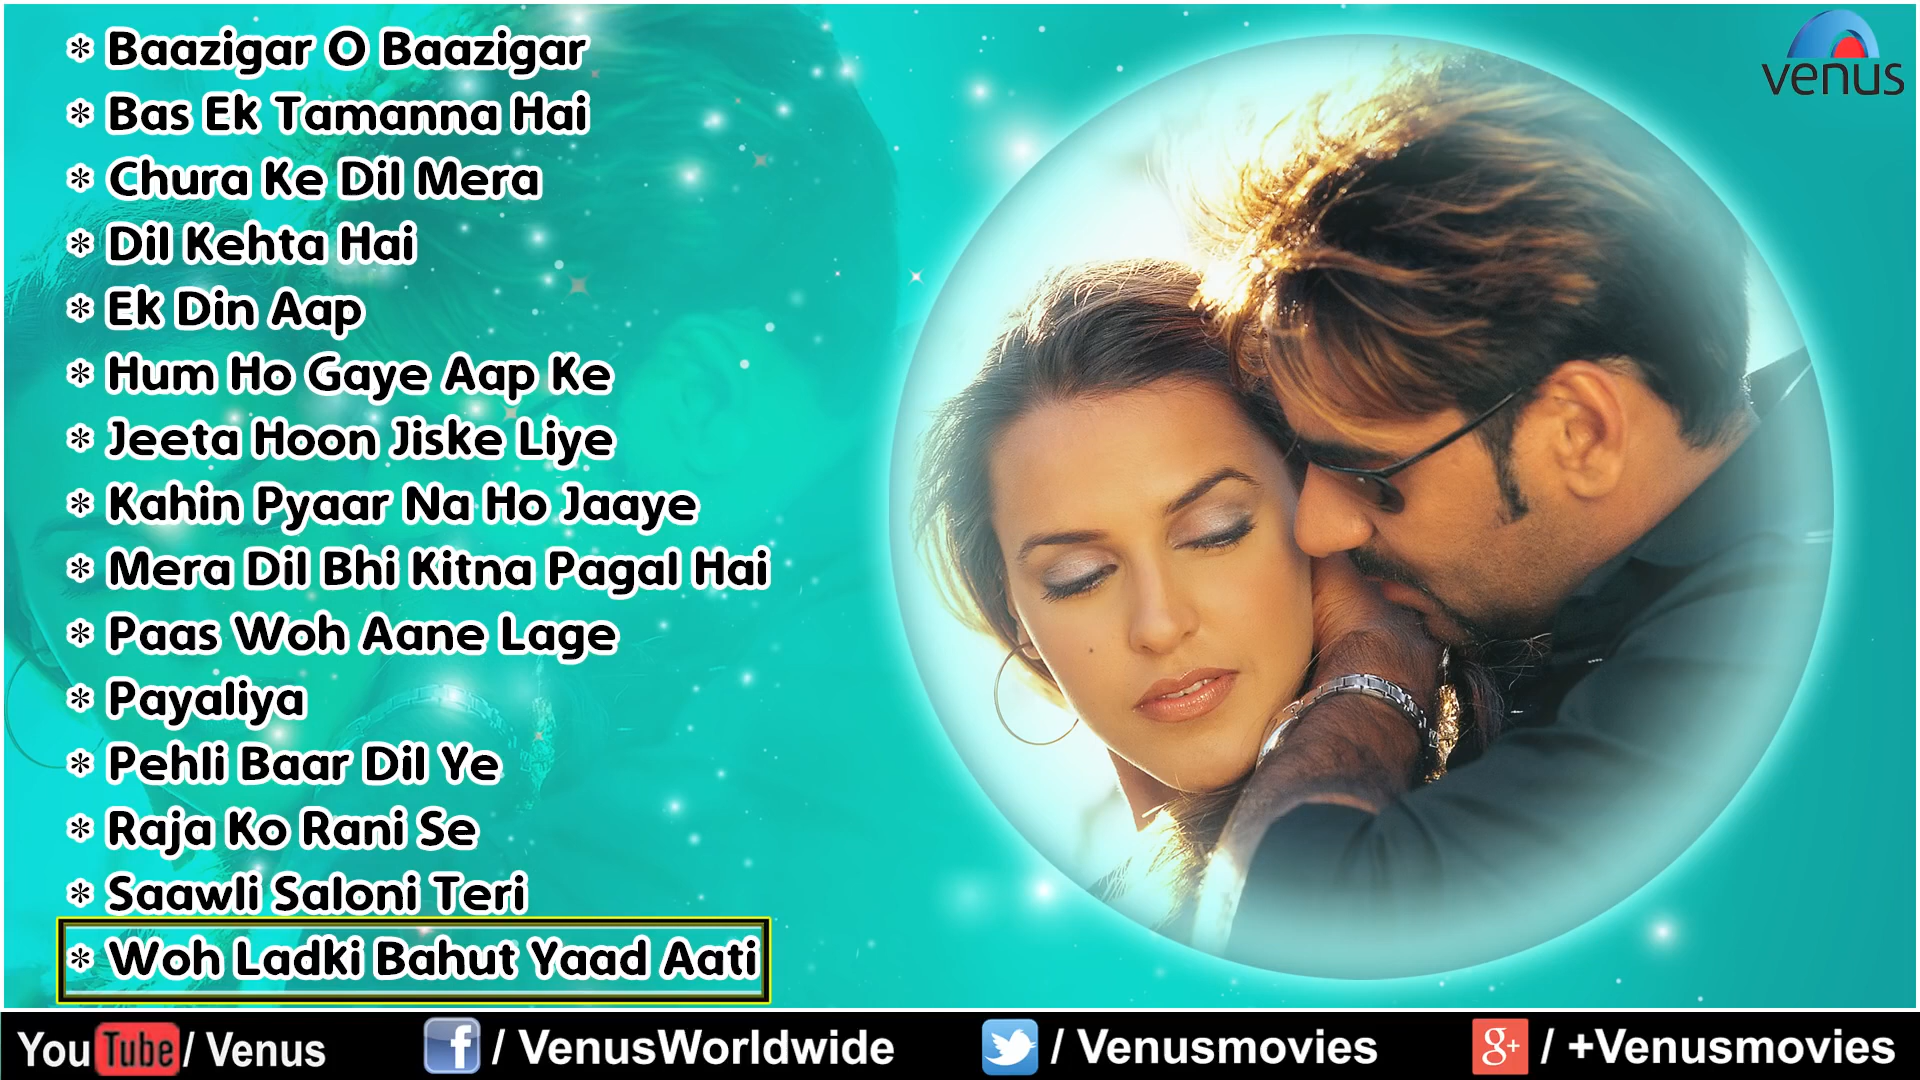 * Baazigar O Baazigar
* Bas Ek Tamanna Hai
* Chura Ke Dil Mera
* Dil Kehta Hai
* Ek Din Aap
* Hum Ho Gaye Aap Ke
* Jeeta Hoon Jiske Liye
* Kahin Pyaar Na Ho Jaaye
* Mera Dil Bhi Kitna Pagal Hai
* Paas Woh Aane Lage
* Payaliya
* Pehli Baar Dil Ye
* Raja Ko Rani Se
* Saawli Saloni Teri
* Woh Ladki Bahut Yaad Aati
venus
YouTube / Venus
f / VenusWorldwide
/ Venusmovies
g+ / +Venusmovies